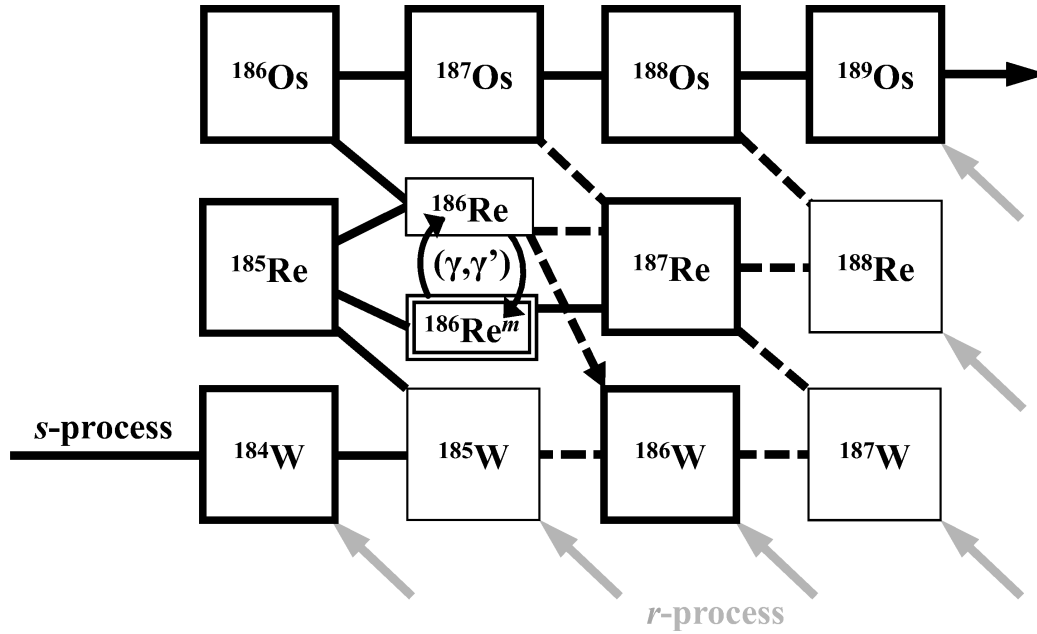 ¹⁸⁶Os ¹⁸⁷Os ¹⁸⁸Os ¹⁸⁹Os
¹⁸⁶Re
¹⁸⁵Re (γ,γ’) ¹⁸⁷Re ¹⁸⁸Re
¹⁸⁶Reᵐ
s-process
¹⁸⁴W ¹⁸⁵W ¹⁸⁶W ¹⁸⁷W
r-process